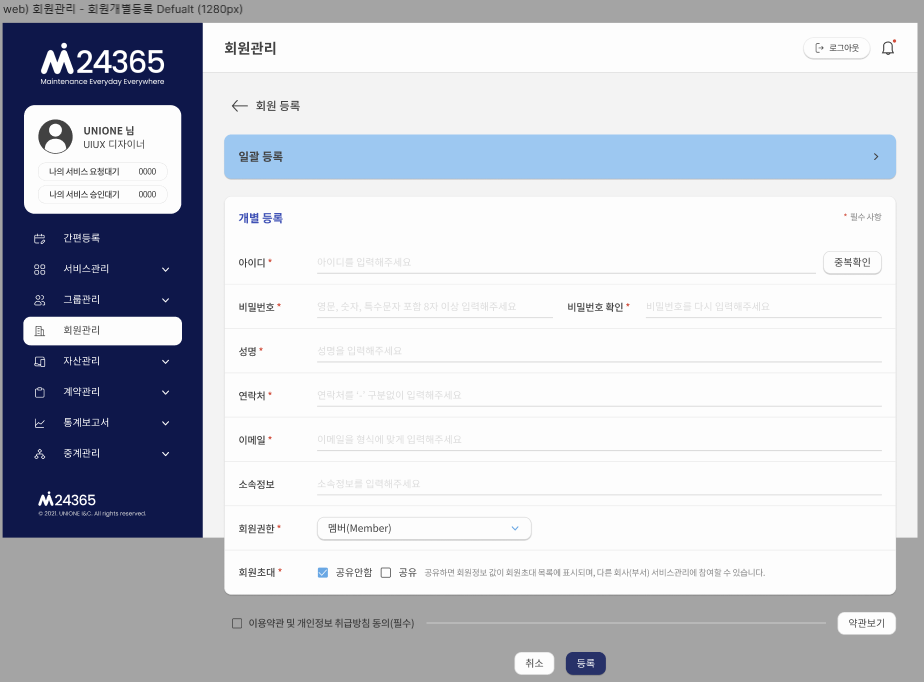 web) 회원관리 - 회원개별등록 Defualt (1280px)
24365
Maintenance Everyday Everywhere
UNIONE 님
UIUX 디자이너
나의 서비스 요청대기 0000
나의 서비스 승인대기 0000
간편등록
서비스관리
그룹관리
회원관리
자산관리
계약관리
통계보고서
중계관리
24365
© 2021. UNIONE I&C. All rights reserved.
회원관리
로그아웃
회원 등록
일괄 등록
개별 등록
* 필수 사항
아이디 * 아이디를 입력해주세요 중복확인
비밀번호 * 영문, 숫자, 특수문자 포함 8자 이상 입력해주세요 비밀번호 확인 * 비밀번호를 다시 입력해주세요
성명 * 성명을 입력해주세요
연락처 * 연락처를 '-' 구분없이 입력해주세요
이메일 * 이메일을 형식에 맞게 입력해주세요
소속정보 소속정보를 입력해주세요
회원권한 * 멤버(Member)
회원초대 * 공유안함 공유 공유하면 회원정보 값이 회원초대 목록에 표시되며, 다른 회사(부서) 서비스관리에 참여할 수 있습니다.
이용약관 및 개인정보 취급방침 동의(필수) 약관보기
취소 등록